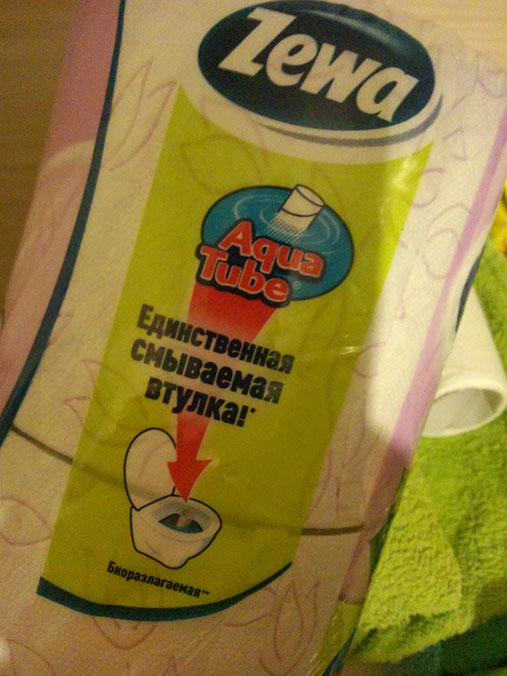 Zewa
Aqua
Tube®
Единственная
смываемая
втулка!*
Биоразлагаемая**